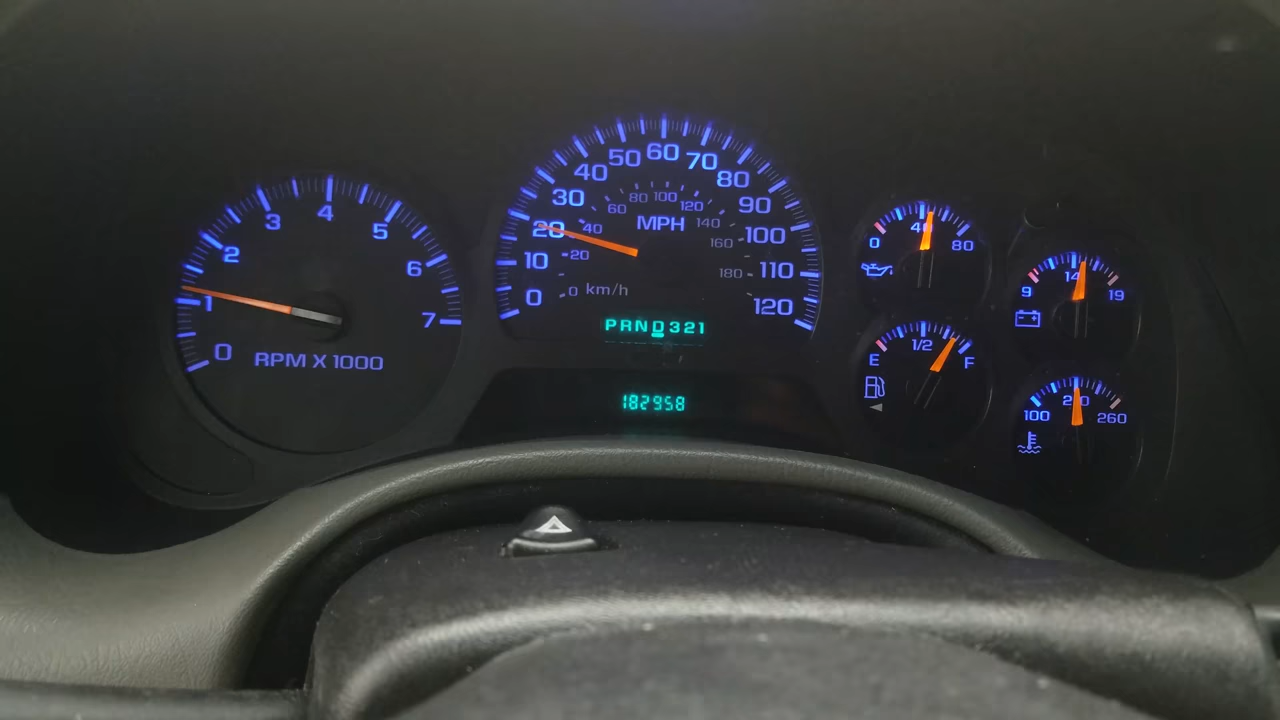 0 1 2 3 4 5 6 7
RPM X 1000
0 10 20 30 40 50 60 70 80 90 100 110 120
MPH
0 20 40 60 80 100 120 140 160 180
km/h
PRND321
182958
0 40 80
9 14 19
E 1/2 F
100 210 260